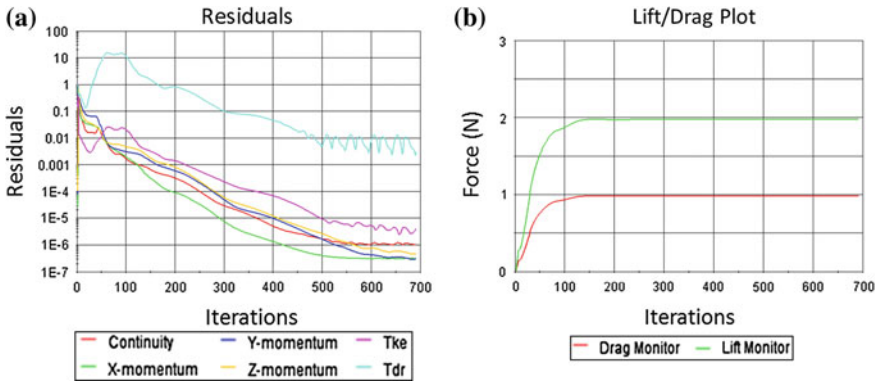 (a)
Residuals
100
10
1
0.1
0.01
0.001
1E-4
1E-5
1E-6
1E-7
Residuals
0
100
200
300
400
500
600
700
Iterations
Continuity
Y-momentum
Tke
X-momentum
Z-momentum
Tdr
(b)
Lift/Drag Plot
3
2
1
0
Force (N)
0
100
200
300
400
500
600
700
Iterations
Drag Monitor
Lift Monitor